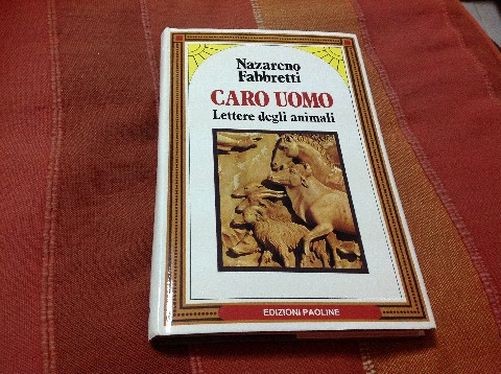 Nazareno
Fabbretti
CARO UOMO
Lettere degli animali
EDIZIONI PAOLINE